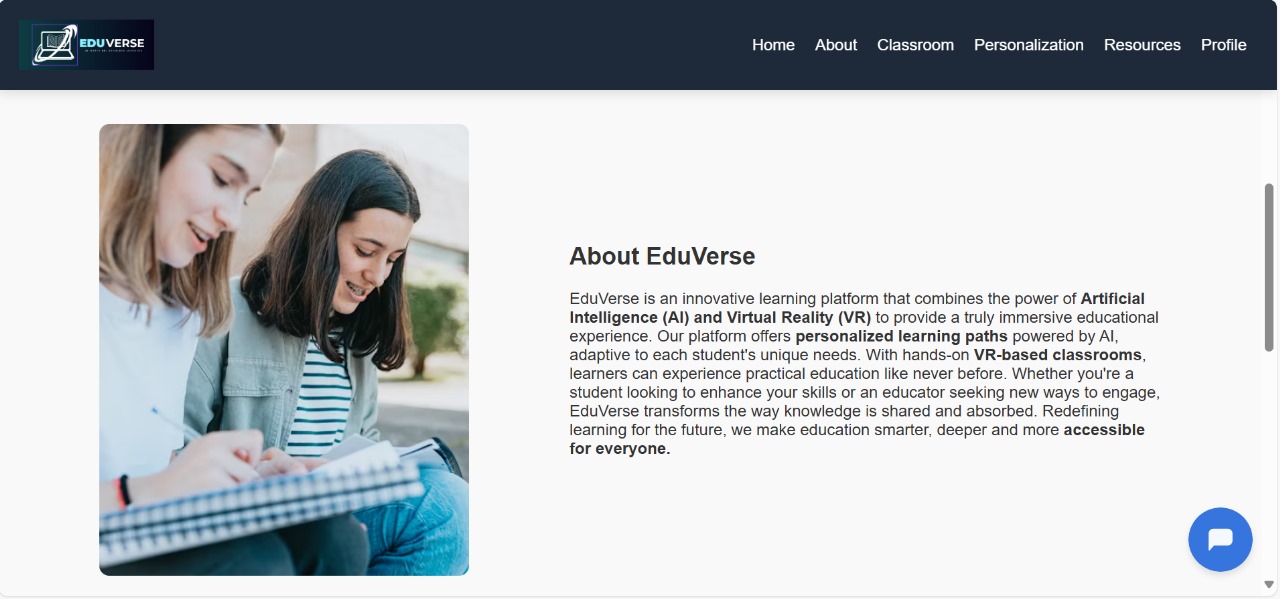 EDUVERSE
Home About Classroom Personalization Resources Profile
About EduVerse
EduVerse is an innovative learning platform that combines the power of Artificial
Intelligence (AI) and Virtual Reality (VR) to provide a truly immersive educational
experience. Our platform offers personalized learning paths powered by AI,
adaptive to each student's unique needs. With hands-on VR-based classrooms,
learners can experience practical education like never before. Whether you're a
student looking to enhance your skills or an educator seeking new ways to engage,
EduVerse transforms the way knowledge is shared and absorbed. Redefining
learning for the future, we make education smarter, deeper and more accessible
for everyone.